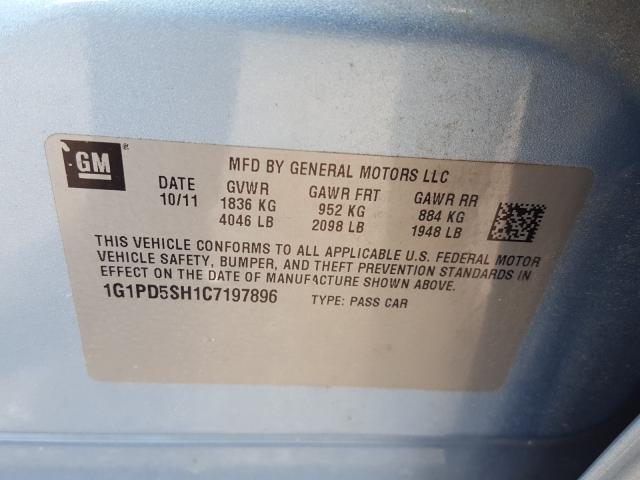 GM®
MFD BY GENERAL MOTORS LLC
DATE GVWR GAWR FRT GAWR RR
10/11 1836 KG 952 KG 884 KG
4046 LB 2098 LB 1948 LB
THIS VEHICLE CONFORMS TO ALL APPLICABLE U.S. FEDERAL MOTOR
VEHICLE SAFETY, BUMPER, AND THEFT PREVENTION STANDARDS IN
EFFECT ON THE DATE OF MANUFACTURE SHOWN ABOVE.
1G1PD5SH1C7197896 TYPE: PASS CAR